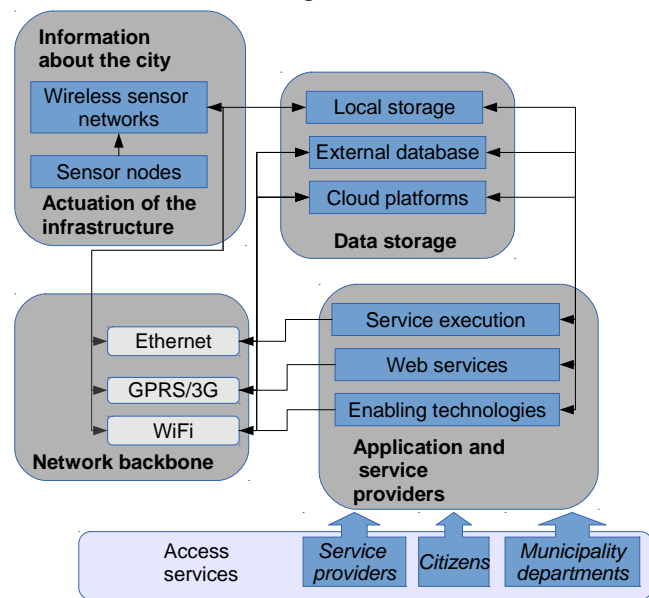 Information
about the city
Wireless sensor
networks
Sensor nodes
Actuation of the
infrastructure
Local storage
External database
Cloud platforms
Data storage
Ethernet
GPRS/3G
WiFi
Network backbone
Service execution
Web services
Enabling technologies
Application and
service
providers
Access
services
Service
providers
Citizens
Municipality
departments